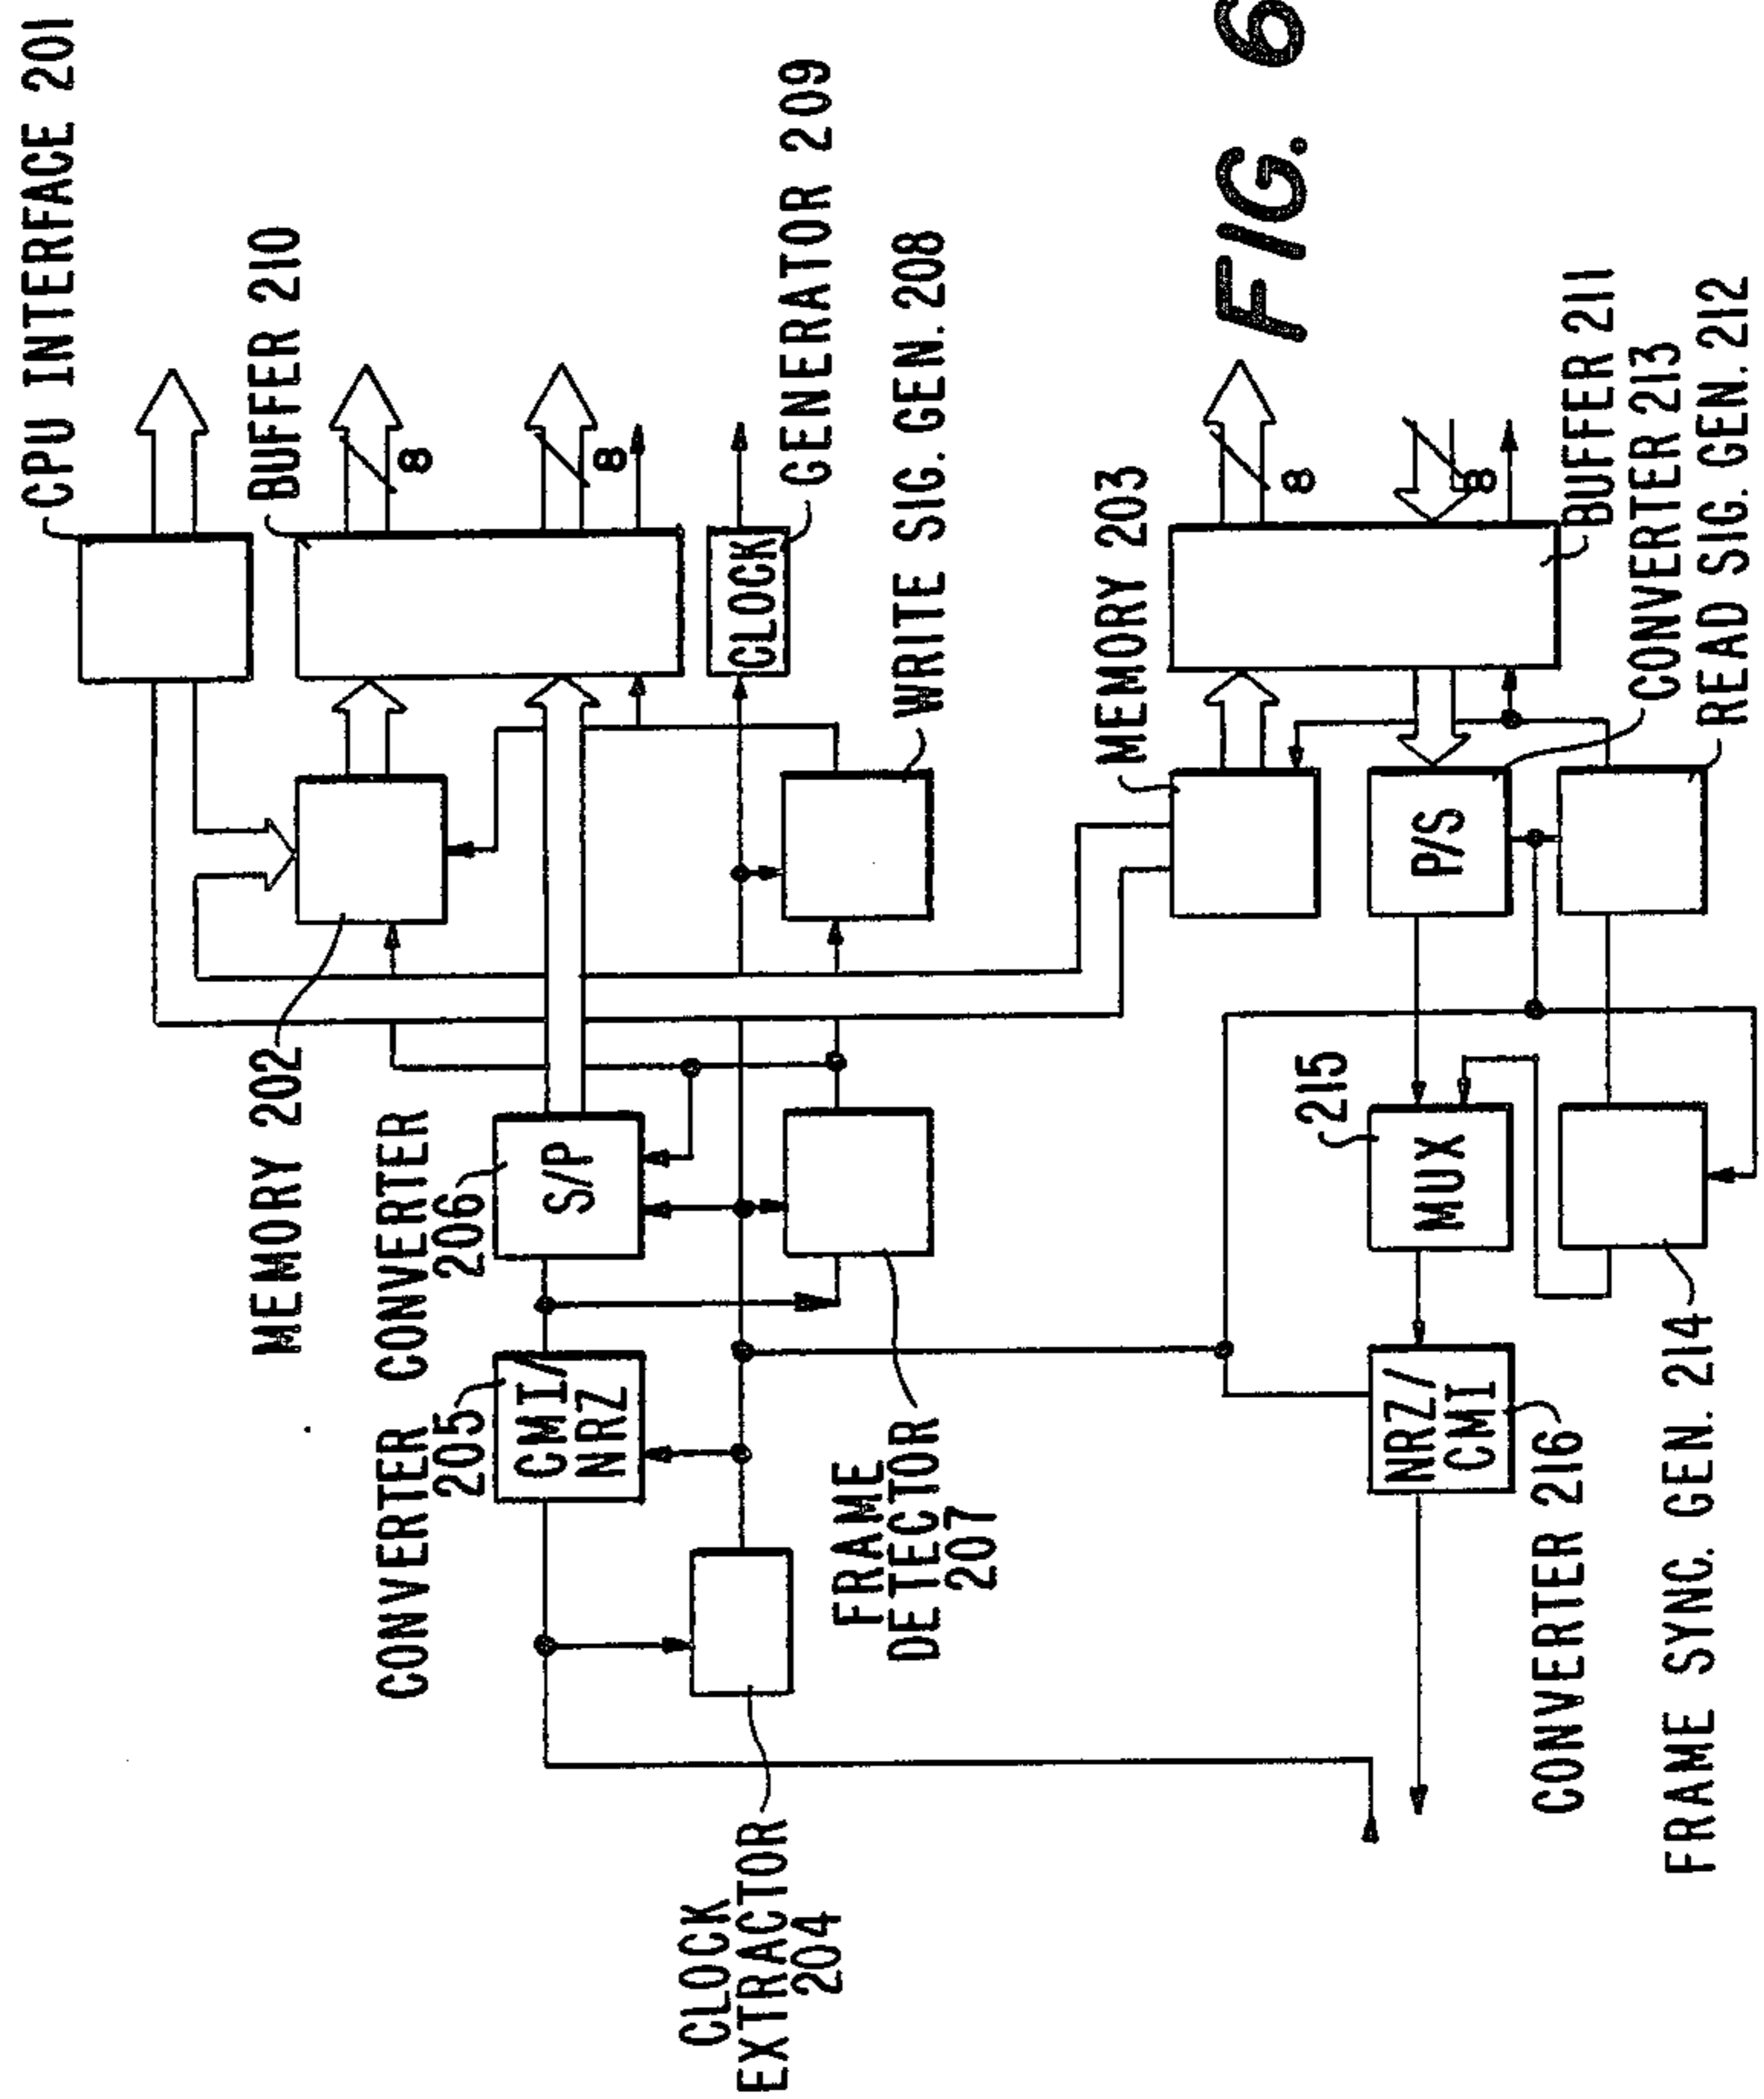 CPU INTERFACE 201
BUFFER 210
8
8
CLOCK
GENERATOR 209
WRITE SIG. GEN. 208
MEMORY 202
CONVERTER
206
S/P
CONVERTER
205
CMI/
NRZ
CLOCK
EXTRACTOR
204
FRAME
DETECTOR
207
MEMORY 203
8
8
FIG. 6
BUFFER 211
CONVERTER 213
READ SIG. GEN. 212
P/S
215
MUX
NRZ/
CMI
CONVERTER 216
FRAME SYNC. GEN. 214